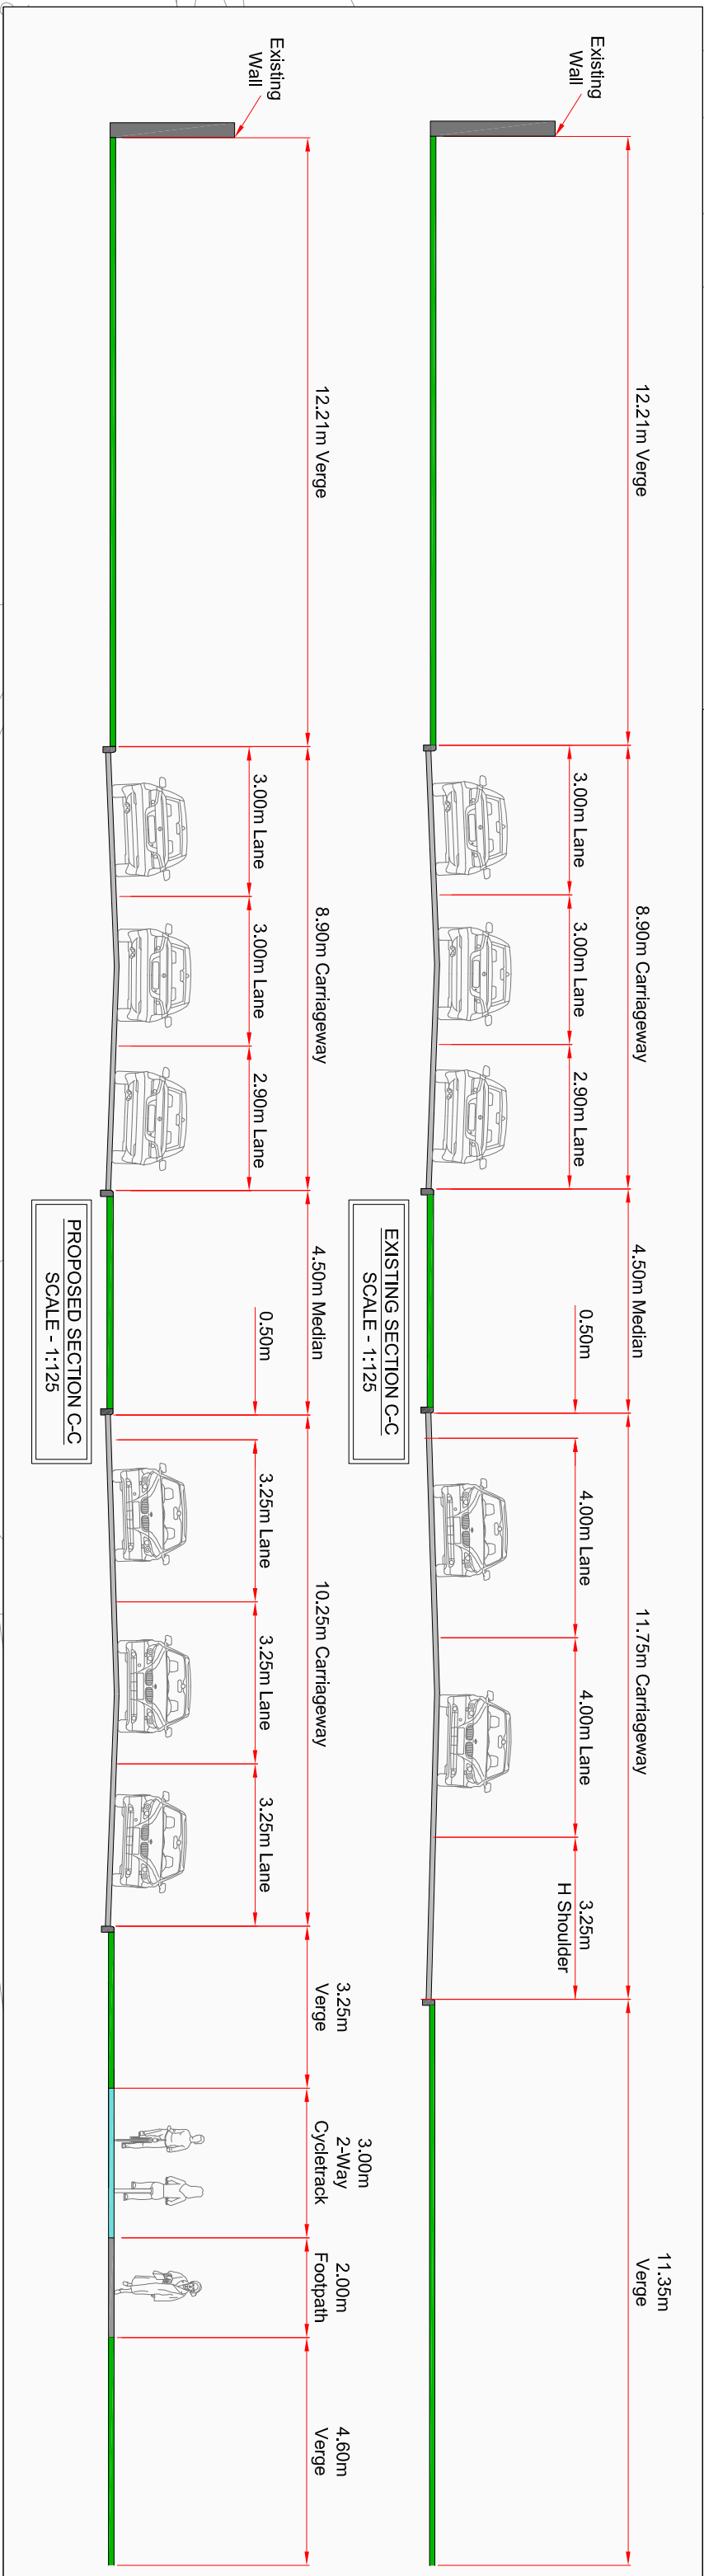 Existing
Wall
12.21m Verge
8.90m Carriageway
4.50m Median
11.75m Carriageway
11.35m
Verge
3.00m Lane
3.00m Lane
2.90m Lane
0.50m
4.00m Lane
4.00m Lane
3.25m
H Shoulder
EXISTING SECTION C-C
SCALE - 1:125
Existing
Wall
12.21m Verge
8.90m Carriageway
4.50m Median
10.25m Carriageway
3.25m
Verge
3.00m
2-Way
Cycletrack
2.00m
Footpath
4.60m
Verge
3.00m Lane
3.00m Lane
2.90m Lane
0.50m
3.25m Lane
3.25m Lane
3.25m Lane
PROPOSED SECTION C-C
SCALE - 1:125